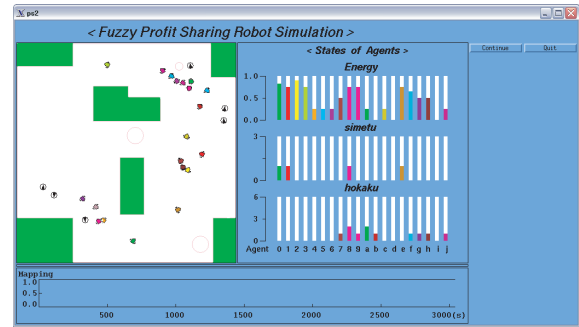 ps2
< Fuzzy Profit Sharing Robot Simulation >
Continue Quit
< States of Agents >
Energy
1.0
0.5
0.0
simetu
3
0
hokaku
6
3
0
Agent 0 1 2 3 4 5 6 7 8 9 a b c d e f g h i j
Mapping
1.0
0.5
0.0
500 1000 1500 2000 2500 3000(s)